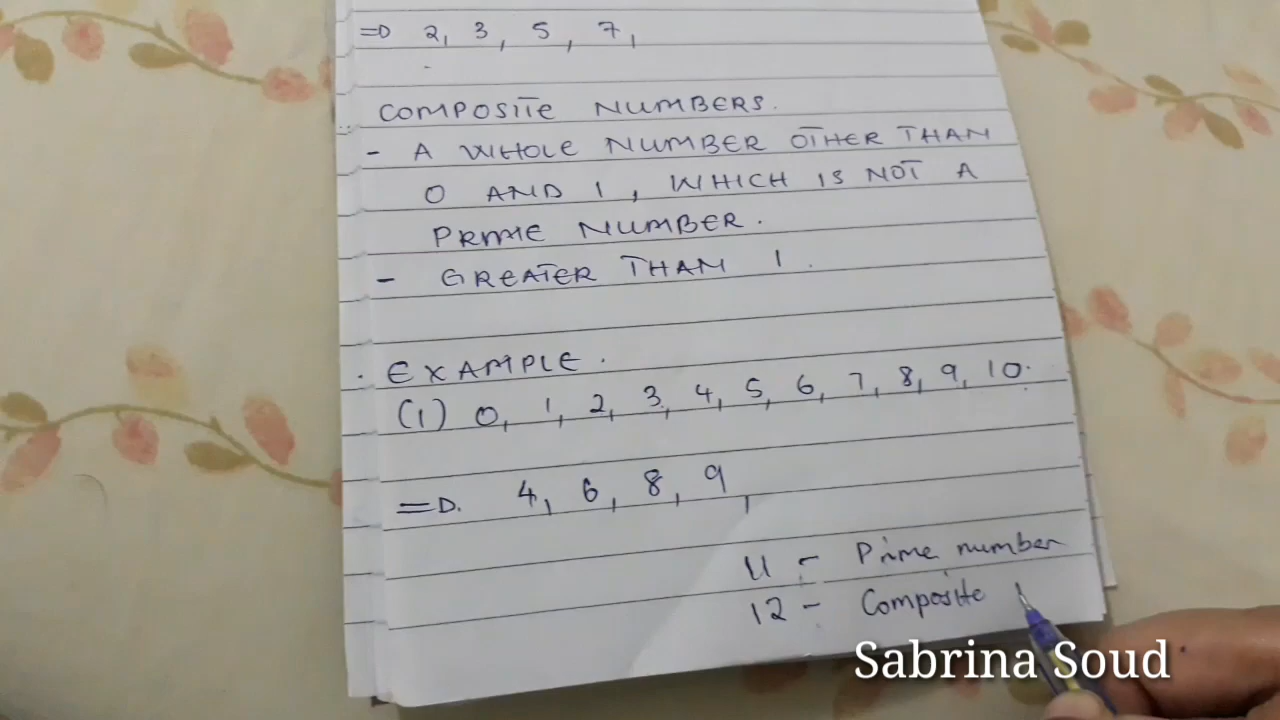 =D 2, 3, 5, 7,
COMPOSITE NUMBERS.
- A WHOLE NUMBER OTHER THAN
0 AND 1, WHICH IS NOT A
PRIME NUMBER.
- GREATER THAN 1.
. EXAMPLE.
(1) 0, 1, 2, 3, 4, 5, 6, 7, 8, 9, 10.
=D. 4, 6, 8, 9,
11 - Prime number
12 - Composite
Sabrina Soud